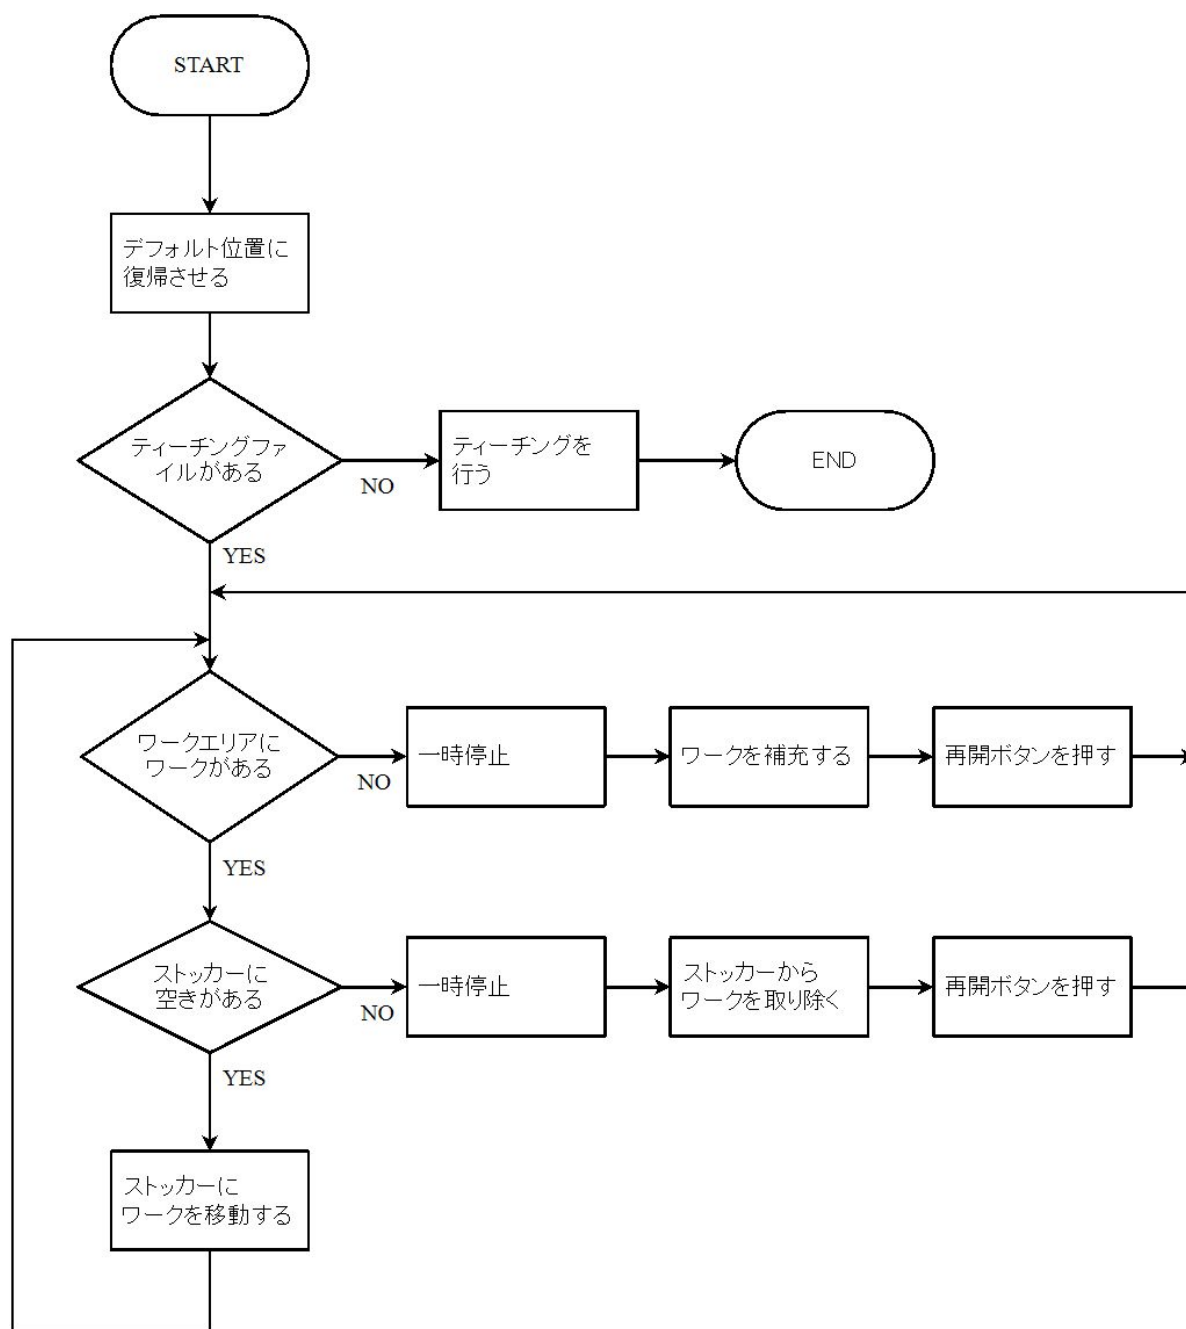 START
デフォルト位置に
復帰させる
ティーチングファ
イルがある
NO
ティーチングを
行う
END
YES
ワークエリアに
ワークがある
NO
一時停止
ワークを補充する
再開ボタンを押す
YES
ストッカーに
空きがある
NO
一時停止
ストッカーから
ワークを取り除く
再開ボタンを押す
YES
ストッカーに
ワークを移動する